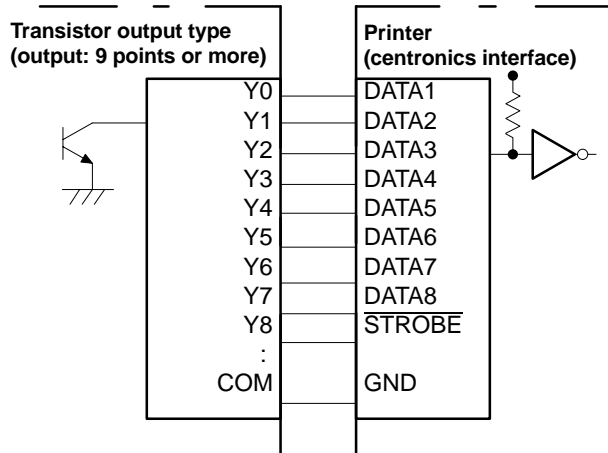 Transistor output type
(output: 9 points or more)
Printer
(centronics interface)
Y0
Y1
Y2
Y3
Y4
Y5
Y6
Y7
Y8
:
COM
DATA1
DATA2
DATA3
DATA4
DATA5
DATA6
DATA7
DATA8
STROBE
GND